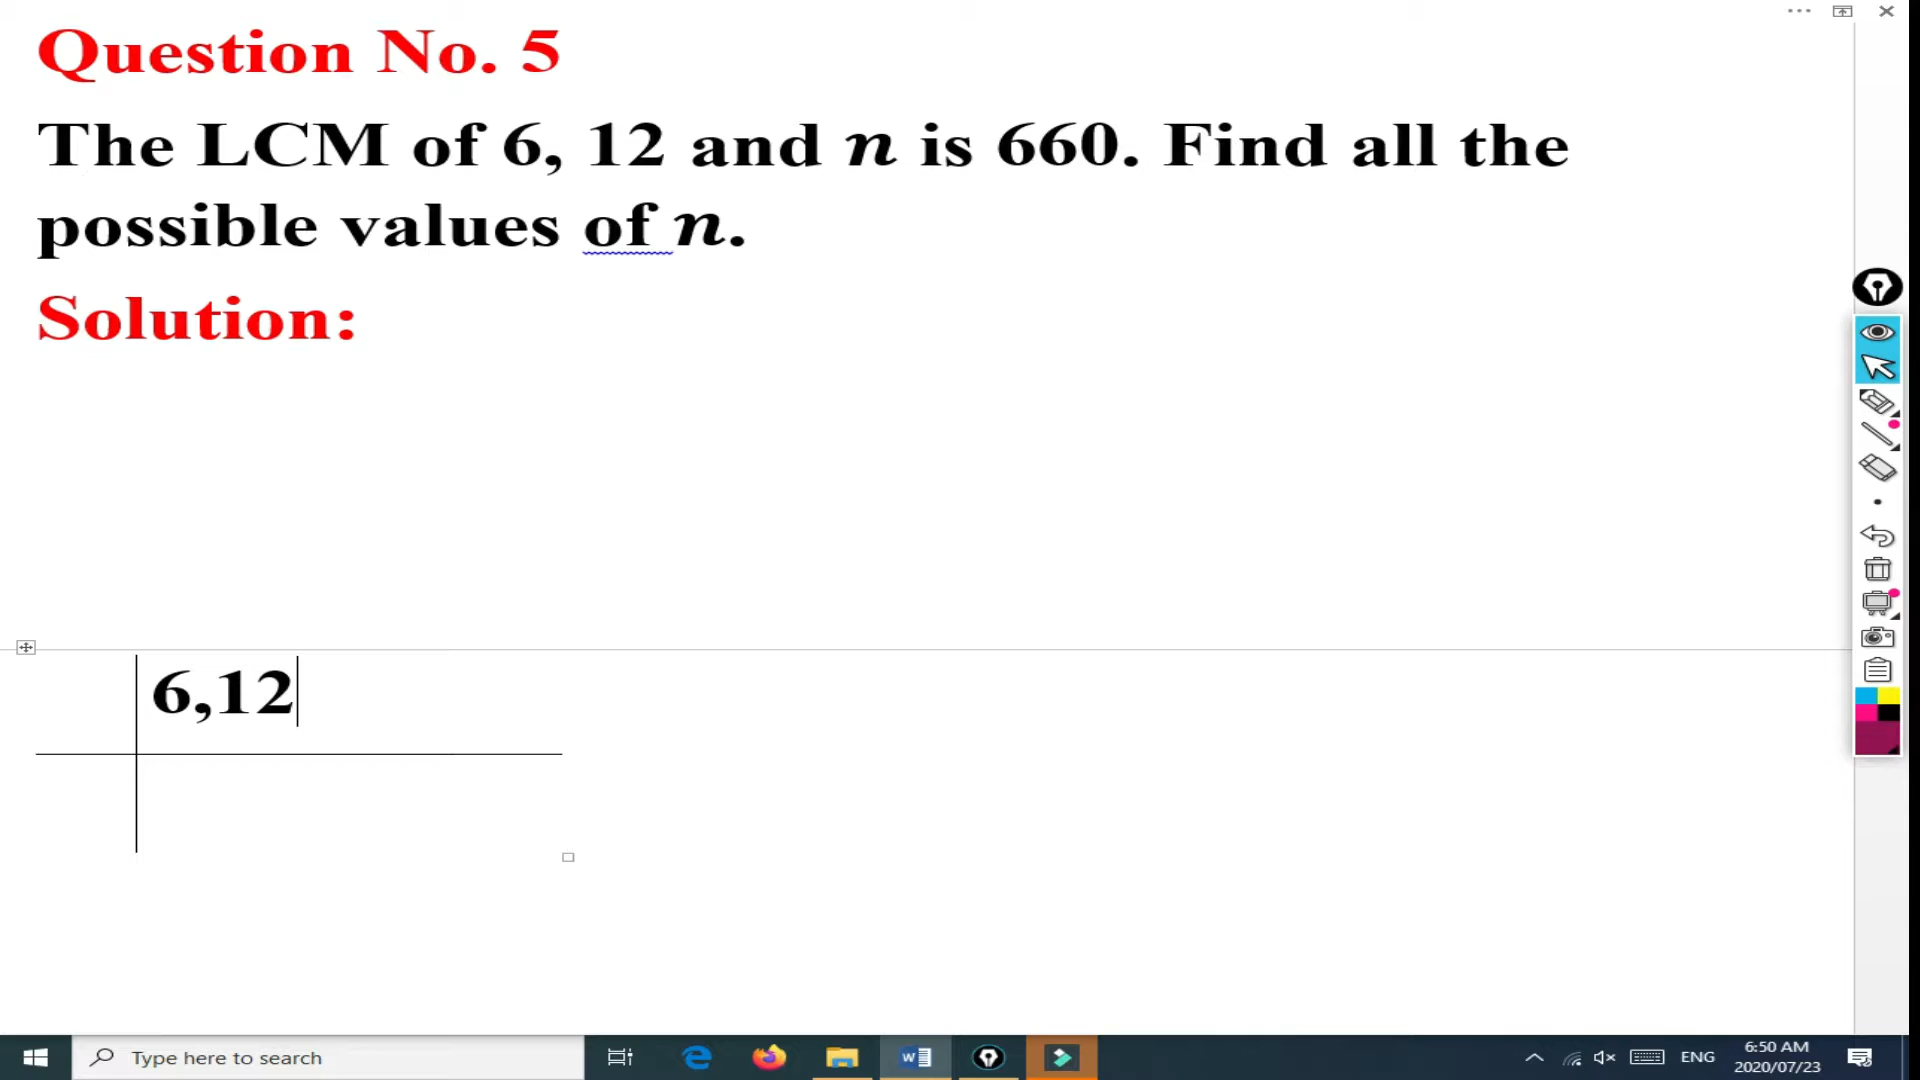 Question No. 5
The LCM of 6, 12 and n is 660. Find all the
possible values of n.
Solution:
6,12
Type here to search
ENG
6:50 AM
2020/07/23